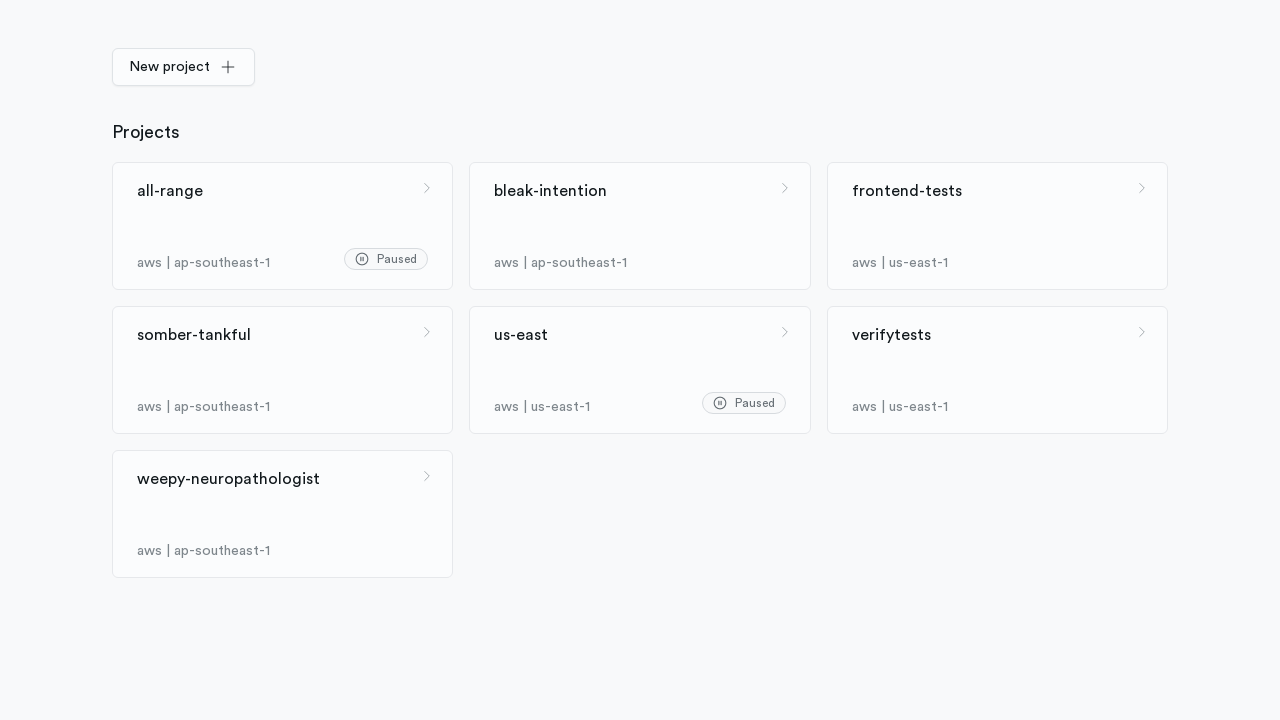 New project
Projects
all-range
aws | ap-southeast-1
Paused
bleak-intention
aws | ap-southeast-1
frontend-tests
aws | us-east-1
somber-tankful
aws | ap-southeast-1
us-east
aws | us-east-1
Paused
verifytests
aws | us-east-1
weepy-neuropathologist
aws | ap-southeast-1